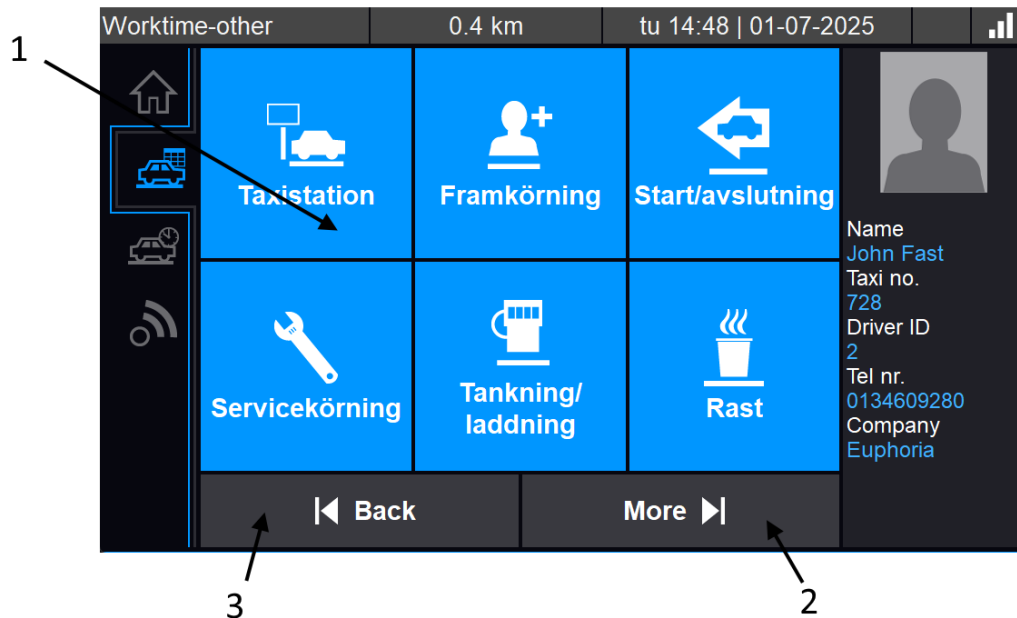 Worktime-other 0.4 km tu 14:48 | 01-07-2025
1
Taxistation Framkörning Start/avslutning
Name
John Fast
Taxi no.
728
Driver ID
2
Tel nr.
0134609280
Company
Euphoria
Servicekörning Tankning/
laddning Rast
Back More
3 2